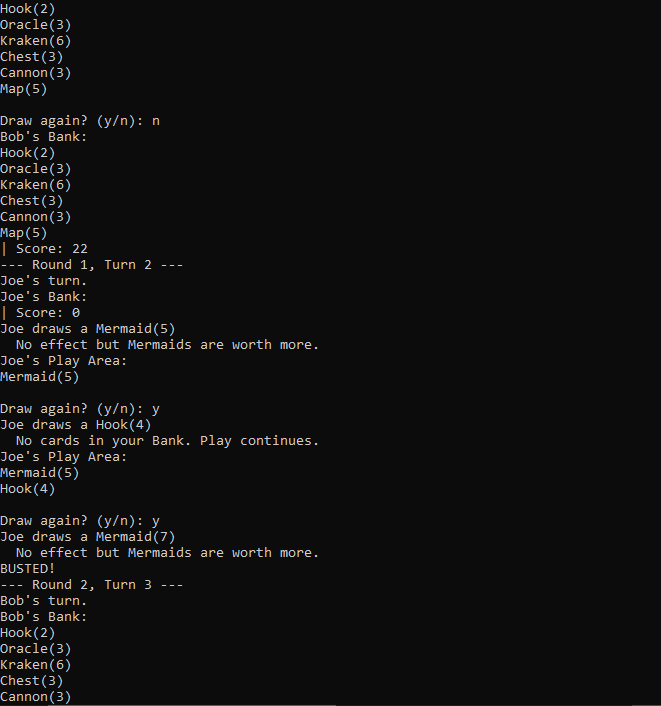 Hook(2)
Oracle(3)
Kraken(6)
Chest(3)
Cannon(3)
Map(5)

Draw again? (y/n): n
Bob's Bank:
Hook(2)
Oracle(3)
Kraken(6)
Chest(3)
Cannon(3)
Map(5)
| Score: 22
--- Round 1, Turn 2 ---
Joe's turn.
Joe's Bank:
| Score: 0
Joe draws a Mermaid(5)
  No effect but Mermaids are worth more.
Joe's Play Area:
Mermaid(5)

Draw again? (y/n): y
Joe draws a Hook(4)
  No cards in your Bank. Play continues.
Joe's Play Area:
Mermaid(5)
Hook(4)

Draw again? (y/n): y
Joe draws a Mermaid(7)
  No effect but Mermaids are worth more.
BUSTED!
--- Round 2, Turn 3 ---
Bob's turn.
Bob's Bank:
Hook(2)
Oracle(3)
Kraken(6)
Chest(3)
Cannon(3)